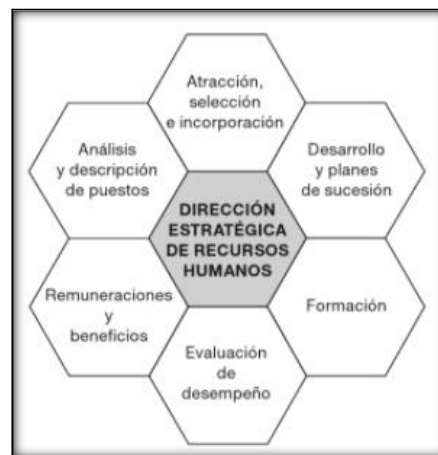 Atracción,
selección
e incorporación
Análisis
y descripción
de puestos
Desarrollo
y planes
de sucesión
DIRECCIÓN
ESTRATÉGICA
DE RECURSOS
HUMANOS
Remuneraciones
y
beneficios
Formación
Evaluación
de
desempeño